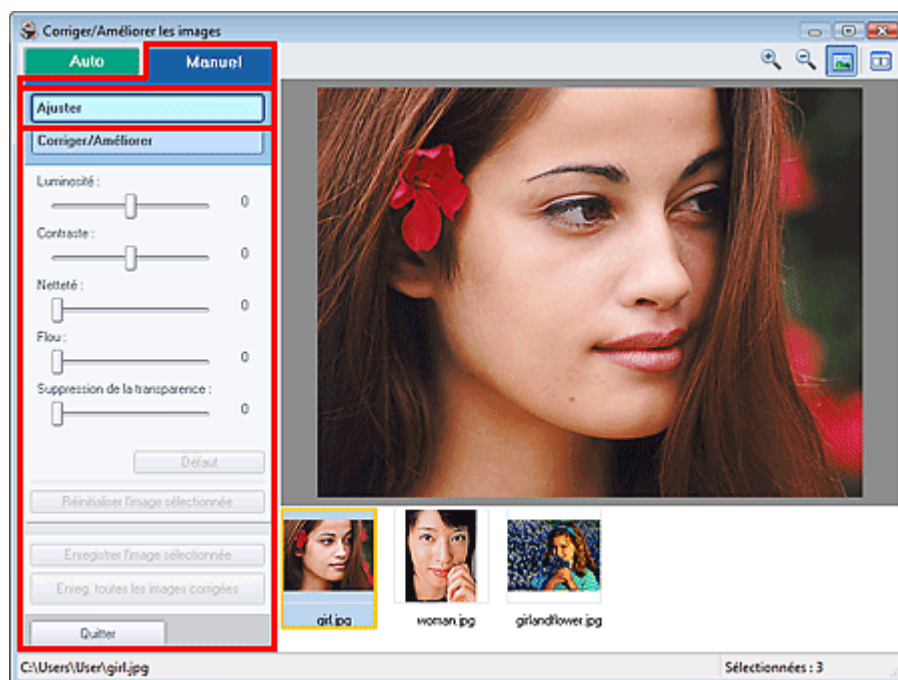 Corriger/Améliorer les images
Auto
Manuel
Ajuster
Corriger/Améliorer
Luminosité :
0
Contraste :
0
Netteté :
0
Flou :
0
Suppression de la transparence :
0
Défaut
Réinitialiser l'image sélectionnée
Enregistrer l'image sélectionnée
Enreg. toutes les images corrigées
Quitter
girl.jpg
woman.jpg
girlandflower.jpg
C:\Users\User\girl.jpg
Sélectionnées : 3